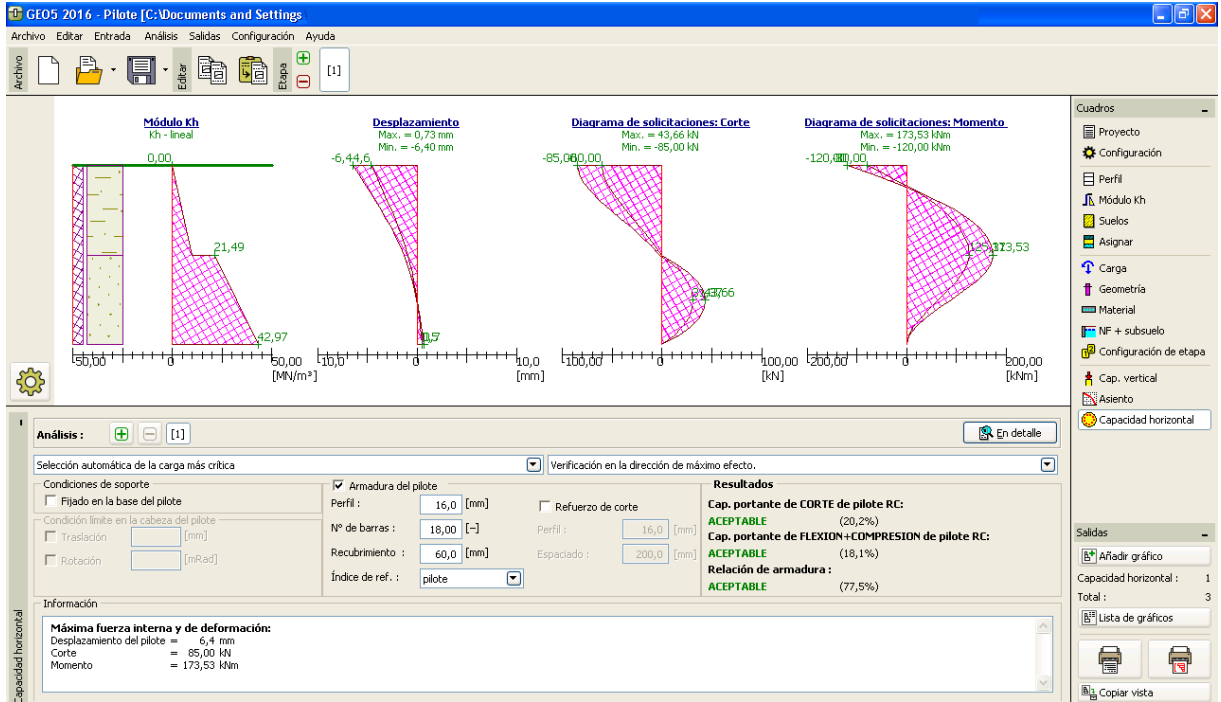 GEO5 2016 - Pilote [C:\Documents and Settings
Archivo Editar Entrada Análisis Salidas Configuración Ayuda
Archivo
Editar
Etapa
[1]
Módulo Kh
Kh - lineal
0,00
21,49
42,97
-50,00 0 50,00
[MN/m³]
Desplazamiento
Max. = 0,73 mm
Min. = -6,40 mm
-10,0 0 10,0
[mm]
Diagrama de solicitaciones: Corte
Max. = 43,66 kN
Min. = -85,00 kN
-100,00 0 100,00
[kN]
Diagrama de solicitaciones: Momento
Max. = 173,53 kNm
Min. = -120,00 kNm
-200,00 0 200,00
[kNm]
Cuadros
Proyecto
Configuración
Perfil
Módulo Kh
Suelos
Asignar
Carga
Geometría
Material
NF + subsuelo
Configuración de etapa
Cap. vertical
Asiento
Capacidad horizontal
Análisis : [1] En detalle
Selección automática de la carga más crítica
Verificación en la dirección de máximo efecto.
Condiciones de soporte
Fijado en la base del pilote
Condición límite en la cabeza del pilote
Traslación [mm]
Rotación [mRad]
Armadura del pilote
Perfil : 16,0 [mm]
N° de barras : 18,00 [−]
Recubrimiento : 60,0 [mm]
Índice de ref. : pilote
Refuerzo de corte
Perfil : 16,0 [mm]
Espaciado : 200,0 [mm]
Resultados
Cap. portante de CORTE de pilote RC:
ACEPTABLE (20,2%)
Cap. portante de FLEXION+COMPRESION de pilote RC:
ACEPTABLE (18,1%)
Relación de armadura :
ACEPTABLE (77,5%)
Información
Máxima fuerza interna y de deformación:
Desplazamiento del pilote = 6,4 mm
Corte = 85,00 kN
Momento = 173,53 kNm
Capacidad horizontal
Salidas
Añadir gráfico
Capacidad horizontal : 1
Total : 3
Lista de gráficos
Copiar vista